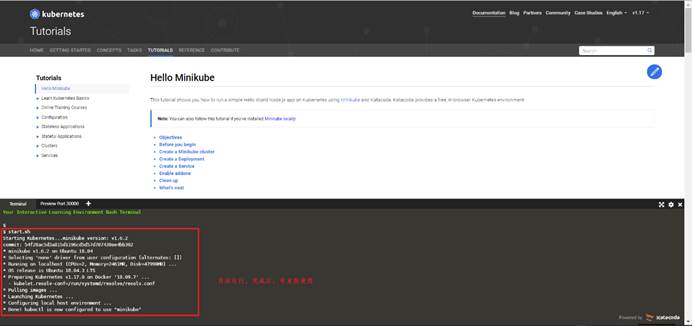 kubernetes
Documentation Blog Partners Community Case Studies English v1.17
Tutorials
HOME GETTING STARTED CONCEPTS TASKS TUTORIALS REFERENCE CONTRIBUTE
Search
Tutorials
Hello Minikube
Learn Kubernetes Basics
Online Training Courses
Configuration
Stateless Applications
Stateful Applications
Clusters
Services
Hello Minikube
This tutorial shows you how to run a simple Hello World Node.js app on Kubernetes using Minikube and Katacoda. Katacoda provides a free, in-browser Kubernetes environment.
Note: You can also follow this tutorial if you've installed Minikube locally.
Objectives
Before you begin
Create a Minikube cluster
Create a Deployment
Create a Service
Enable addons
Clean up
What's next
Terminal Preview Port 30000 +
Your Interactive Learning Environment Bash Terminal
$
$ start.sh
Starting Kubernetes...minikube version: v1.6.2
commit:
* minikube v1.6.2 on Ubuntu 18.04
* Selecting 'none' driver from user configuration (alternates: [])
* Running on localhost (CPUs=2, Memory=2461MB, Disk=47990MB) ...
* OS release is Ubuntu 18.04.3 LTS
* Preparing Kubernetes v1.17.0 on Docker '18.09.7' ...
- kubelet.resolv-conf=/run/systemd/resolve/resolv.conf
* Pulling images ...
* Launching Kubernetes ...
* Configuring local host environment ...
* Done! kubectl is now configured to use "minikube"
Powered by katacoda